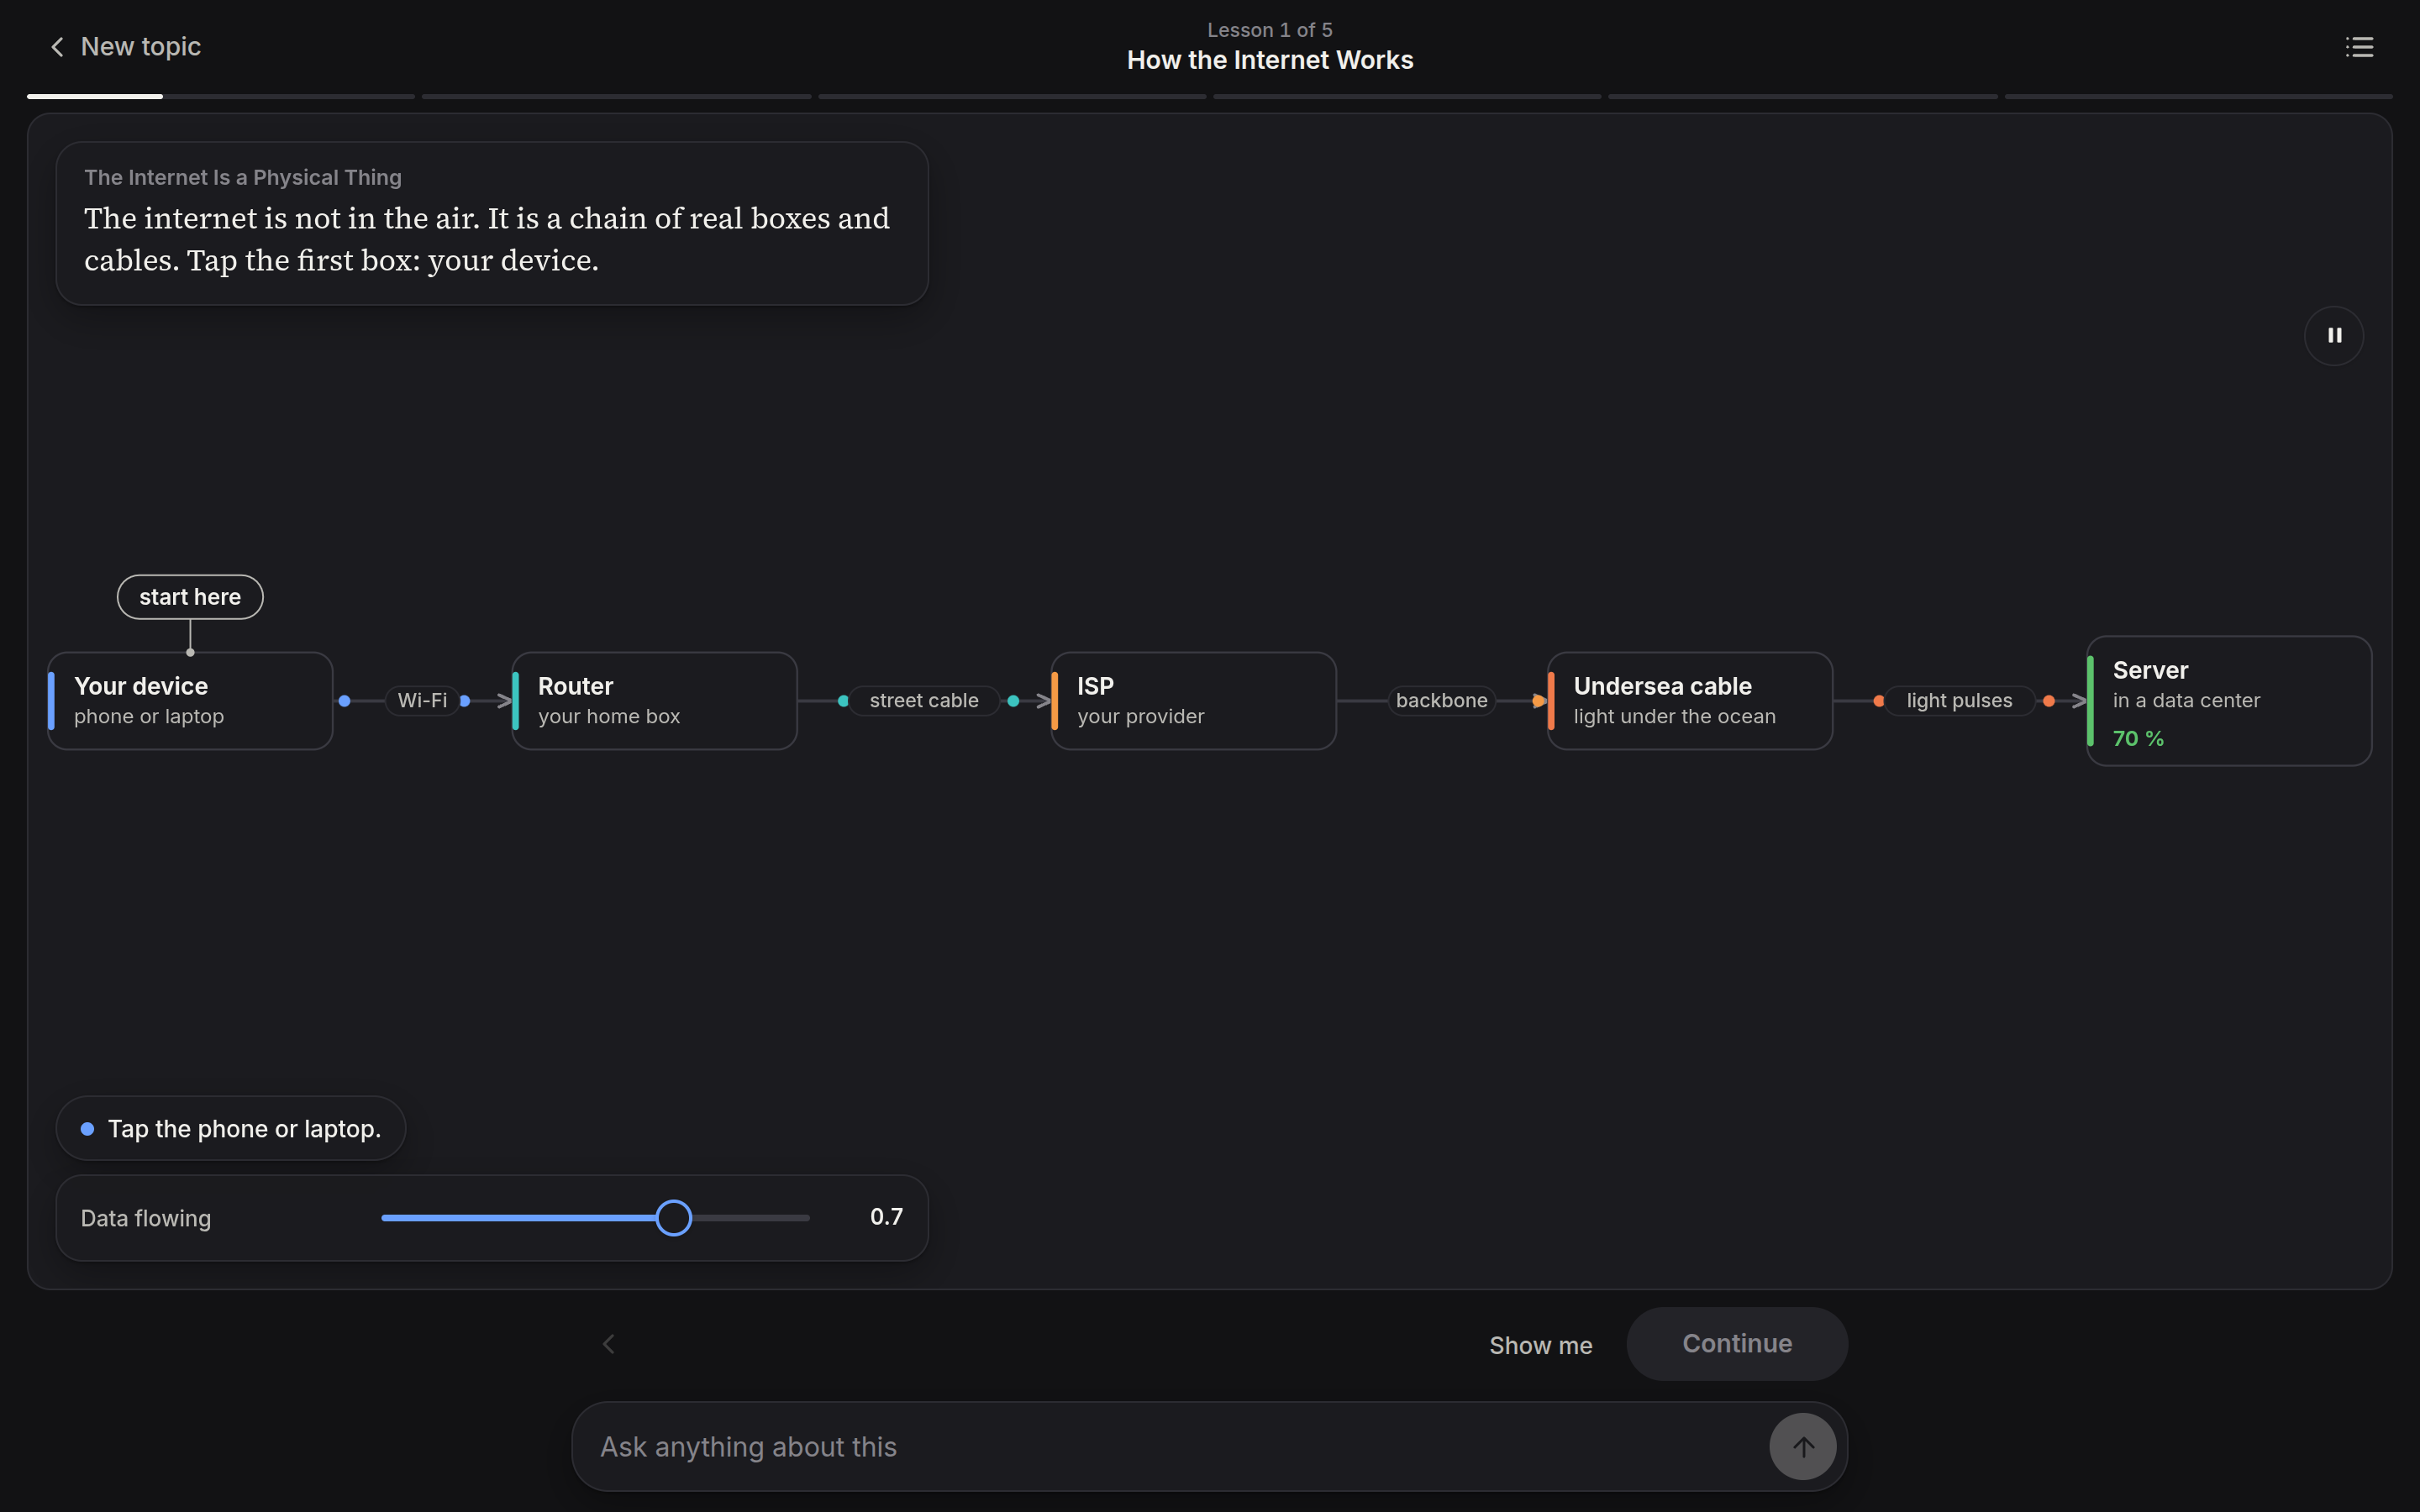 New topic
Lesson 1 of 5
How the Internet Works
The Internet Is a Physical Thing
The internet is not in the air. It is a chain of real boxes and
cables. Tap the first box: your device.
start here
Your device
phone or laptop
Wi-Fi
Router
your home box
street cable
ISP
your provider
backbone
Undersea cable
light under the ocean
light pulses
Server
in a data center
70 %
Tap the phone or laptop.
Data flowing
0.7
Show me
Continue
Ask anything about this